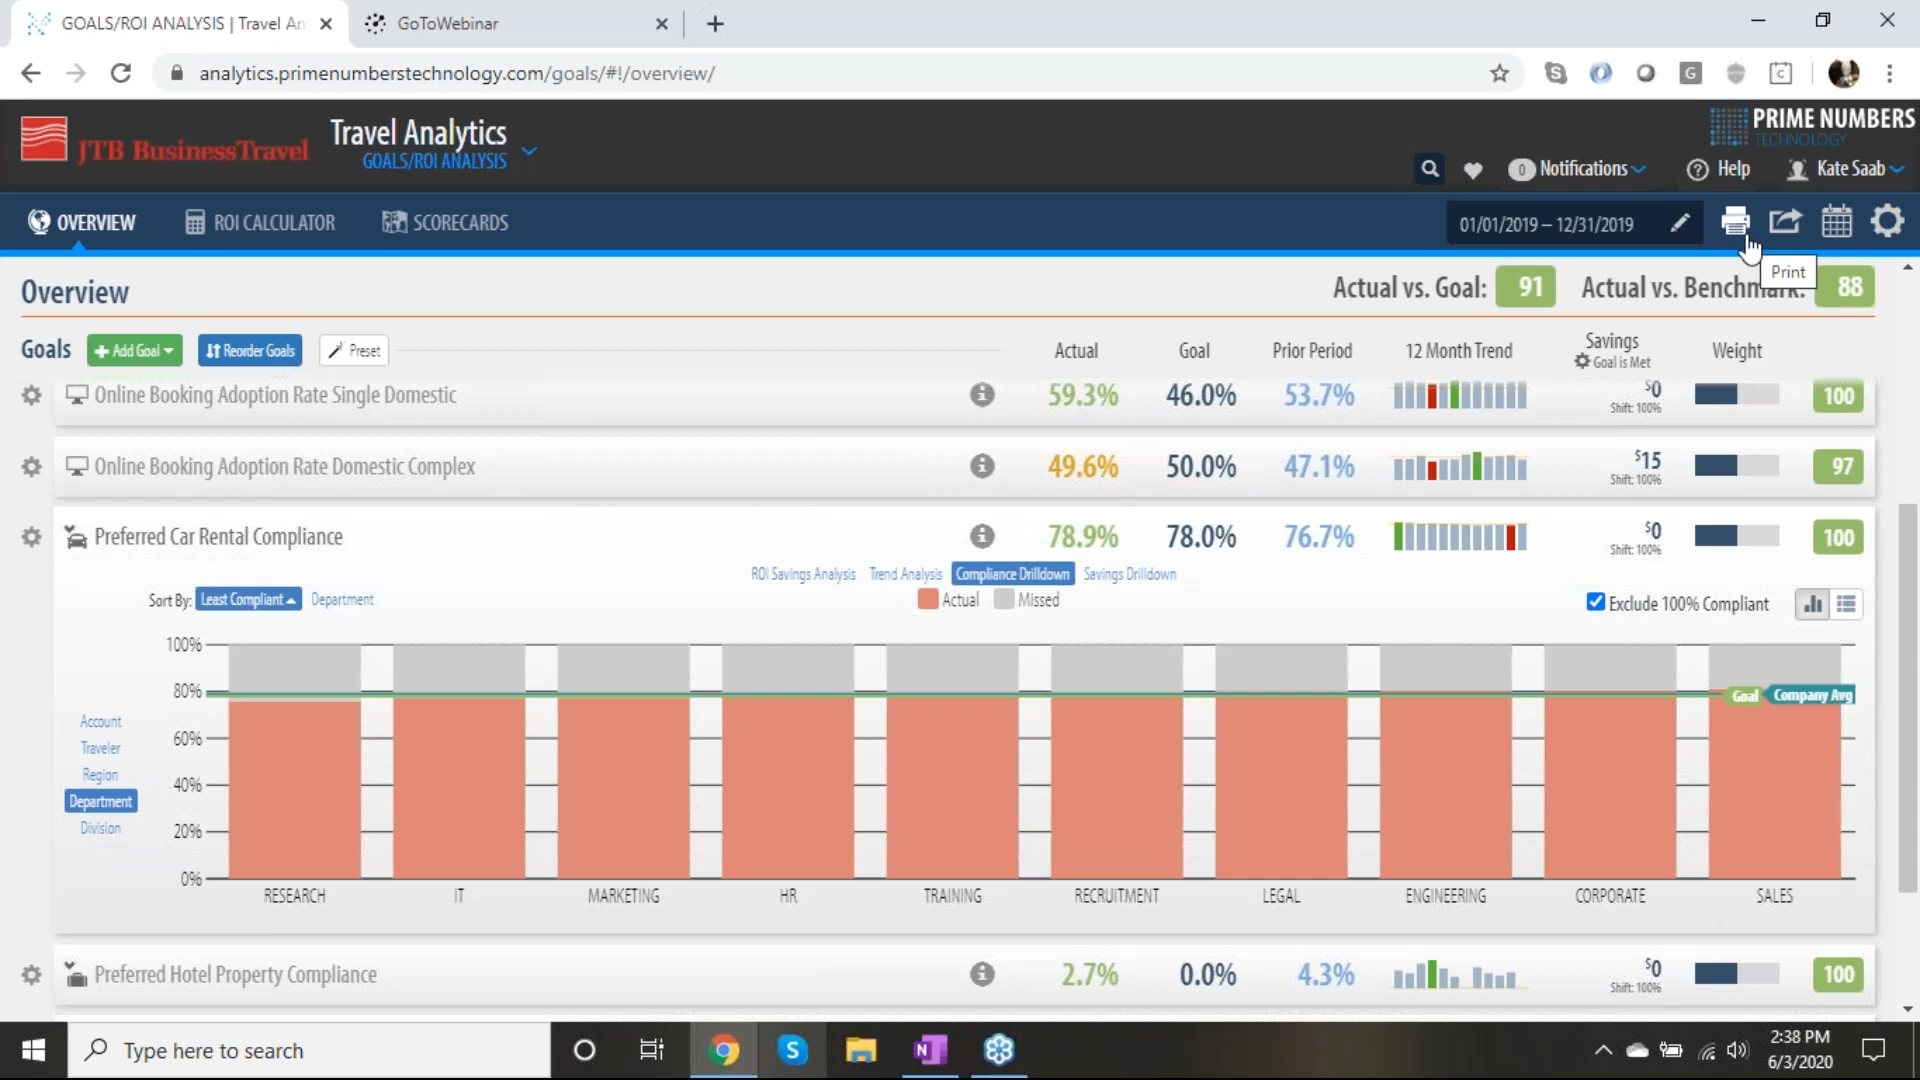 GOALS/ROI ANALYSIS | Travel An
GoToWebinar
analytics.primenumberstechnology.com/goals/#!/overview/
JTB BusinessTravel
Travel Analytics
GOALS/ROI ANALYSIS
PRIME NUMBERS
TECHNOLOGY
0 Notifications
Help
Kate Saab
OVERVIEW
ROI CALCULATOR
SCORECARDS
01/01/2019 – 12/31/2019
Print
Overview
Actual vs. Goal: 91
Actual vs. Benchmark: 88
Goals
Add Goal
Reorder Goals
Preset
Actual
Goal
Prior Period
12 Month Trend
Savings
Goal is Met
Weight
Online Booking Adoption Rate Single Domestic
59.3%
46.0%
53.7%
$0
Shift: 100%
100
Online Booking Adoption Rate Domestic Complex
49.6%
50.0%
47.1%
$15
Shift: 100%
97
Preferred Car Rental Compliance
78.9%
78.0%
76.7%
$0
Shift: 100%
100
ROI Savings Analysis
Trend Analysis
Compliance Drilldown
Savings Drilldown
Sort By: Least Compliant
Department
Actual
Missed
Exclude 100% Compliant
100%
80%
60%
40%
20%
0%
Goal
Company Avg
Account
Traveler
Region
Department
Division
RESEARCH
IT
MARKETING
HR
TRAINING
RECRUITMENT
LEGAL
ENGINEERING
CORPORATE
SALES
Preferred Hotel Property Compliance
2.7%
0.0%
4.3%
$0
Shift: 100%
100
Type here to search
2:38 PM
6/3/2020